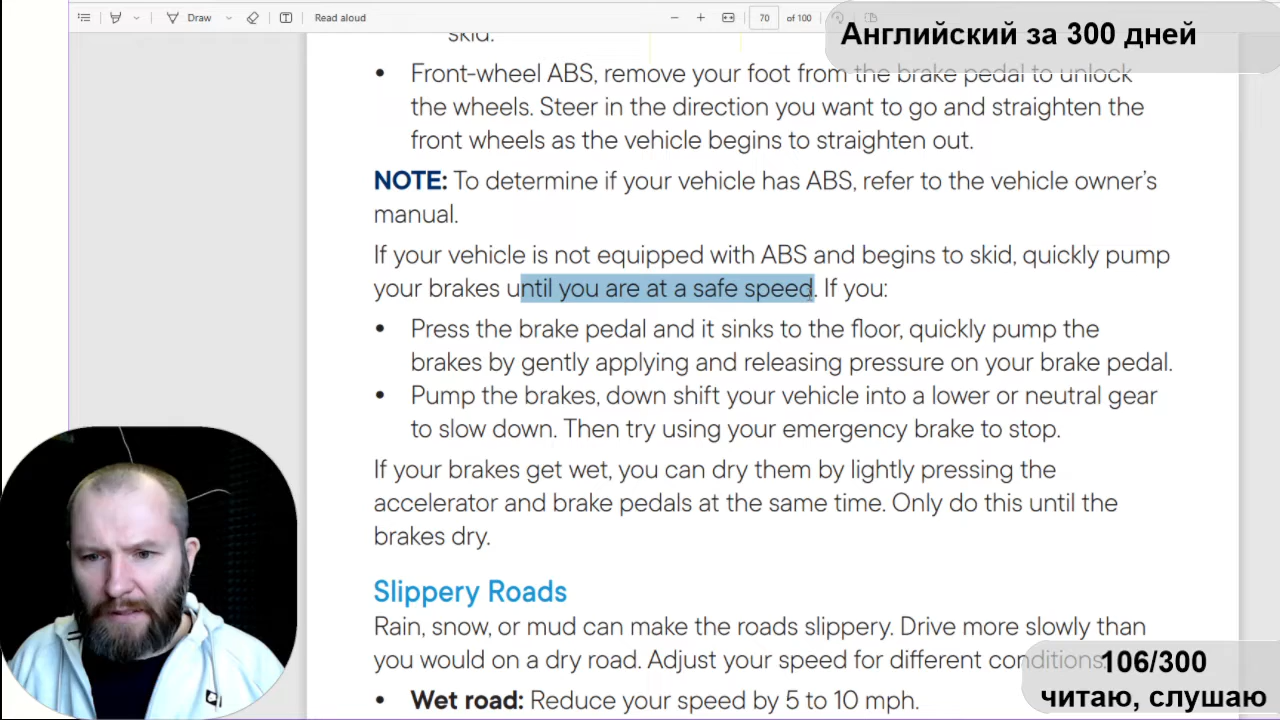 Draw
Read aloud
70
of 100
Английский за 300 дней
skid.
• Front-wheel ABS, remove your foot from the brake pedal to unlock
the wheels. Steer in the direction you want to go and straighten the
front wheels as the vehicle begins to straighten out.
NOTE: To determine if your vehicle has ABS, refer to the vehicle owner's
manual.
If your vehicle is not equipped with ABS and begins to skid, quickly pump
your brakes until you are at a safe speed. If you:
• Press the brake pedal and it sinks to the floor, quickly pump the
brakes by gently applying and releasing pressure on your brake pedal.
• Pump the brakes, down shift your vehicle into a lower or neutral gear
to slow down. Then try using your emergency brake to stop.
If your brakes get wet, you can dry them by lightly pressing the
accelerator and brake pedals at the same time. Only do this until the
brakes dry.
Slippery Roads
Rain, snow, or mud can make the roads slippery. Drive more slowly than
you would on a dry road. Adjust your speed for different conditions
• Wet road: Reduce your speed by 5 to 10 mph.
106/300
читаю, слушаю